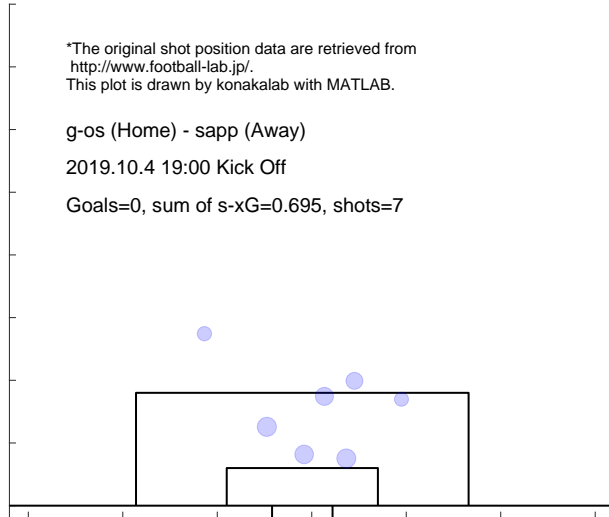 *The original shot position data are retrieved from
http://www.football-lab.jp/.
This plot is drawn by konakalab with MATLAB.
g-os (Home) - sapp (Away)
2019.10.4 19:00 Kick Off
Goals=0, sum of s-xG=0.695, shots=7